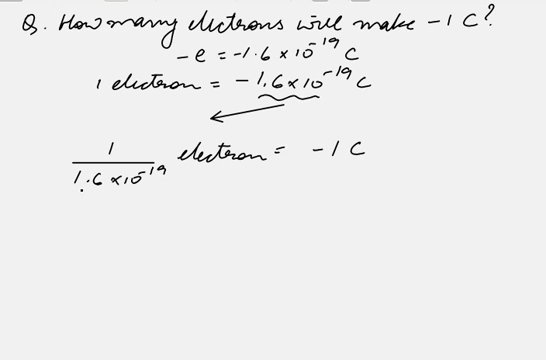 Q. How many electrons will make -1 C?
-e = -1.6 × 10⁻¹⁹ C
1 electron = -1.6 × 10⁻¹⁹ C
1 / 1.6 × 10⁻¹⁹ electron = -1 C